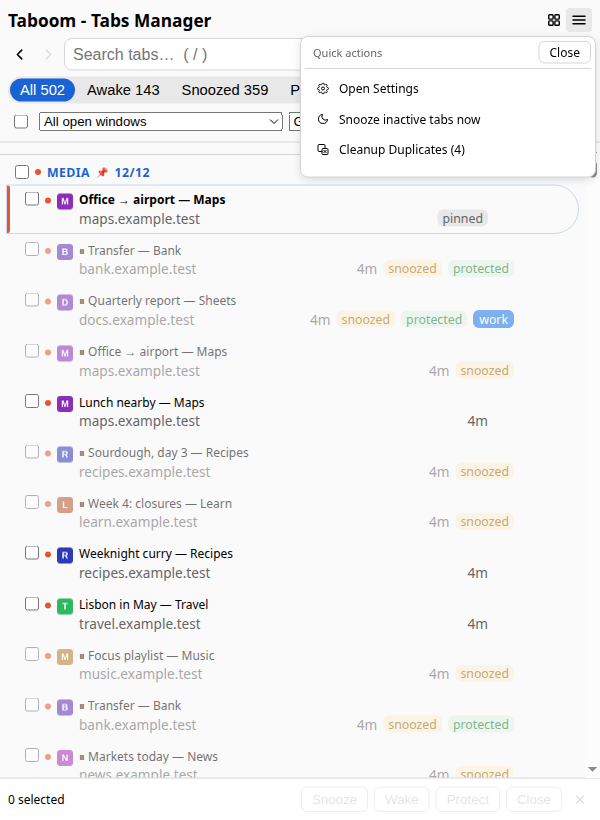 Taboom - Tabs Manager
Search tabs… ( / )
Quick actions
Close
Open Settings
Snooze inactive tabs now
Cleanup Duplicates (4)
All 502
Awake 143
Snoozed 359
P
All open windows
G
MEDIA 📌 12/12
M
Office → airport — Maps
maps.example.test
pinned
B
Transfer — Bank
bank.example.test
4m snoozed protected
D
Quarterly report — Sheets
docs.example.test
4m snoozed protected work
M
Office → airport — Maps
maps.example.test
4m snoozed
M
Lunch nearby — Maps
maps.example.test
4m
R
Sourdough, day 3 — Recipes
recipes.example.test
4m snoozed
L
Week 4: closures — Learn
learn.example.test
4m snoozed
R
Weeknight curry — Recipes
recipes.example.test
4m
T
Lisbon in May — Travel
travel.example.test
4m
M
Focus playlist — Music
music.example.test
4m snoozed
B
Transfer — Bank
bank.example.test
4m snoozed protected
N
Markets today — News
news.example.test
4m snoozed
0 selected
Snooze
Wake
Protect
Close